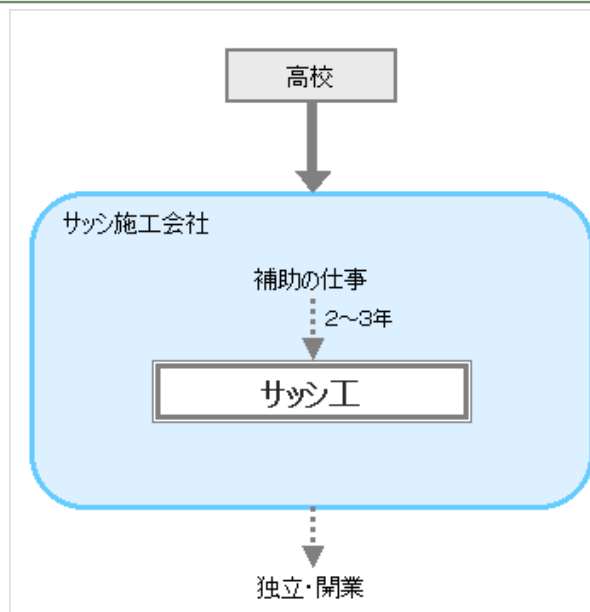 高校
サッシ施工会社
補助の仕事
2～3年
サッシ工
独立・開業